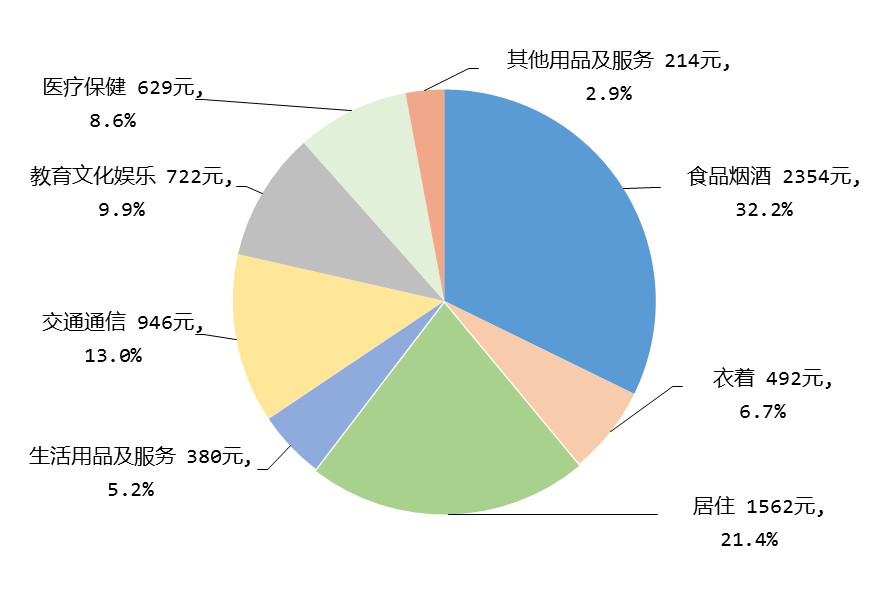 其他用品及服务 214元,
2.9%
食品烟酒 2354元,
32.2%
衣着 492元,
6.7%
居住 1562元,
21.4%
生活用品及服务 380元,
5.2%
交通通信 946元,
13.0%
教育文化娱乐 722元,
9.9%
医疗保健 629元,
8.6%